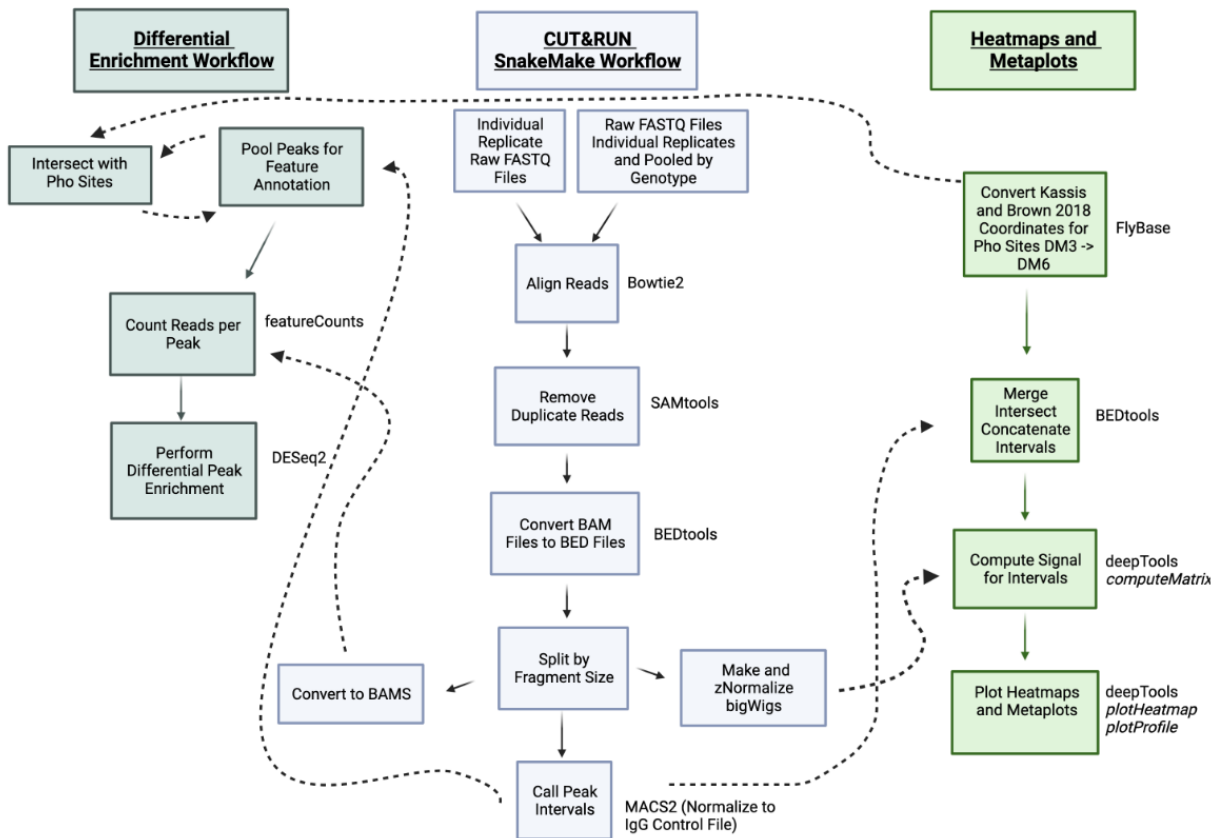 Differential
Enrichment Workflow
CUT&RUN
SnakeMake Workflow
Heatmaps and
Metaplots
Intersect with
Pho Sites
Pool Peaks for
Feature
Annotation
Count Reads per
Peak
featureCounts
Perform
Differential Peak
Enrichment
DESeq2
Individual
Replicate
Raw FASTQ
Files
Raw FASTQ Files
Individual Replicates
and Pooled by
Genotype
Align Reads
Bowtie2
Remove
Duplicate Reads
SAMtools
Convert BAM
Files to BED Files
BEDtools
Split by
Fragment Size
Convert to BAMS
Make and
zNormalize
bigWigs
Call Peak
Intervals
MACS2 (Normalize to
IgG Control File)
Convert Kassis
and Brown 2018
Coordinates for
Pho Sites DM3 ->
DM6
FlyBase
Merge
Intersect
Concatenate
Intervals
BEDtools
Compute Signal
for Intervals
deepTools
computeMatrix
Plot Heatmaps
and Metaplots
deepTools
plotHeatmap
plotProfile